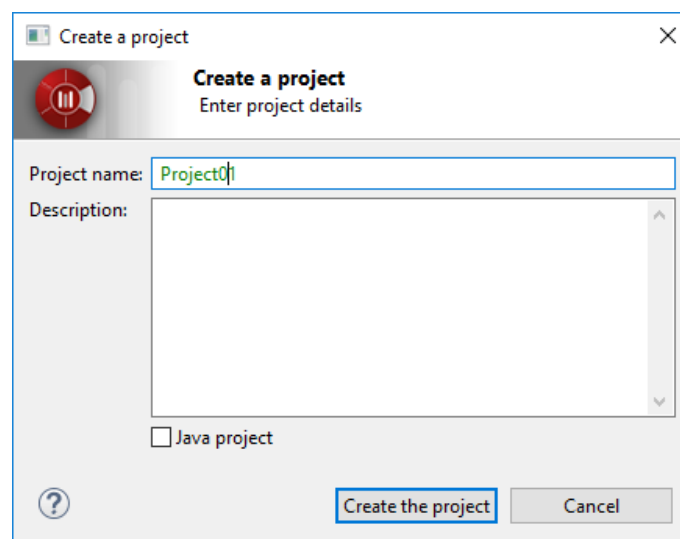 Create a project
Create a project
Enter project details
Project name: Project01
Description:
Java project
?
Create the project Cancel